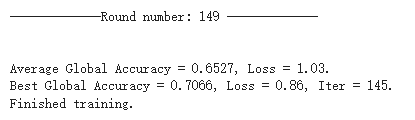 ——————Round number: 149 ——————
Average Global Accuracy = 0.6527, Loss = 1.03.
Best Global Accuracy = 0.7066, Loss = 0.86, Iter = 145.
Finished training.